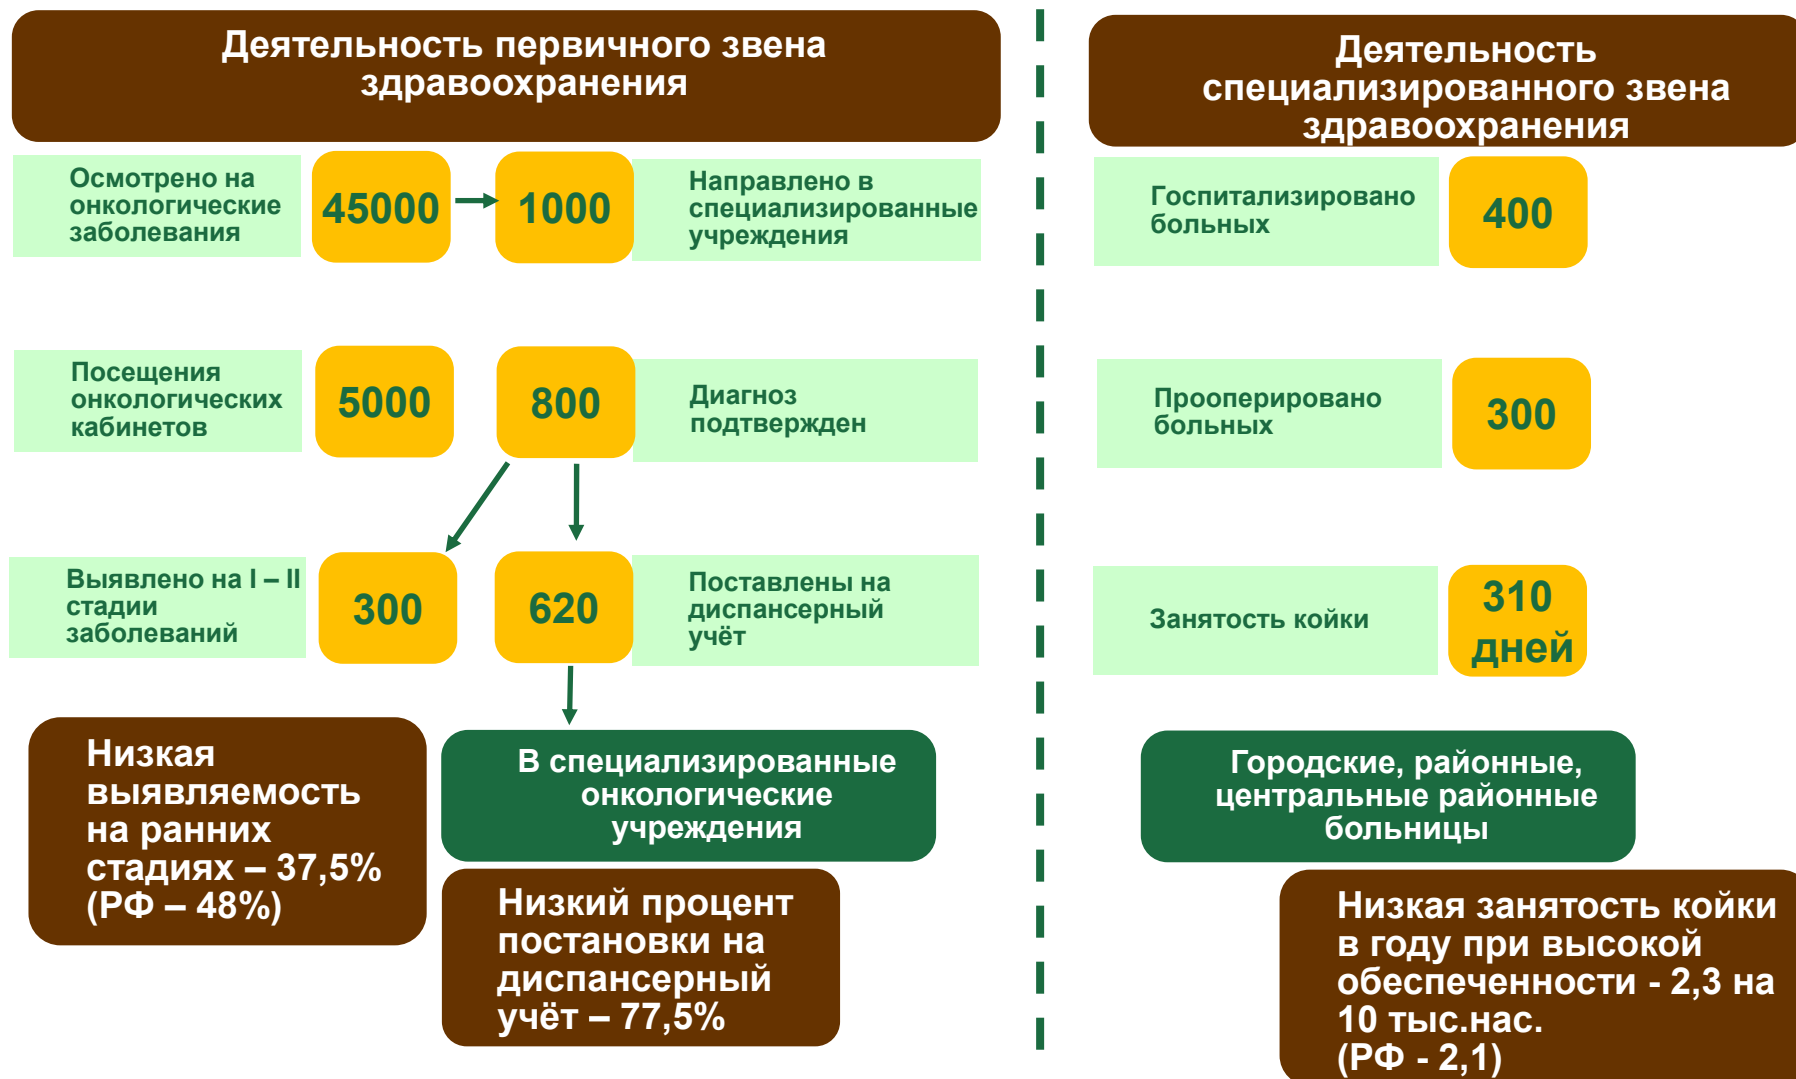 Деятельность первичного звена
здравоохранения
Осмотрено на
онкологические
заболевания
45000
1000
Направлено в
специализированные
учреждения
Посещения
онкологических
кабинетов
5000
800
Диагноз
подтвержден
Выявлено на I – II
стадии
заболеваний
300
620
Поставлены на
диспансерный
учёт
Низкая
выявляемость
на ранних
стадиях – 37,5%
(РФ – 48%)
В специализированные
онкологические
учреждения
Низкий процент
постановки на
диспансерный
учёт – 77,5%
Деятельность
специализированного звена
здравоохранения
Госпитализировано
больных
400
Прооперировано
больных
300
Занятость койки
310
дней
Городские, районные,
центральные районные
больницы
Низкая занятость койки
в году при высокой
обеспеченности - 2,3 на
10 тыс.нас.
(РФ - 2,1)